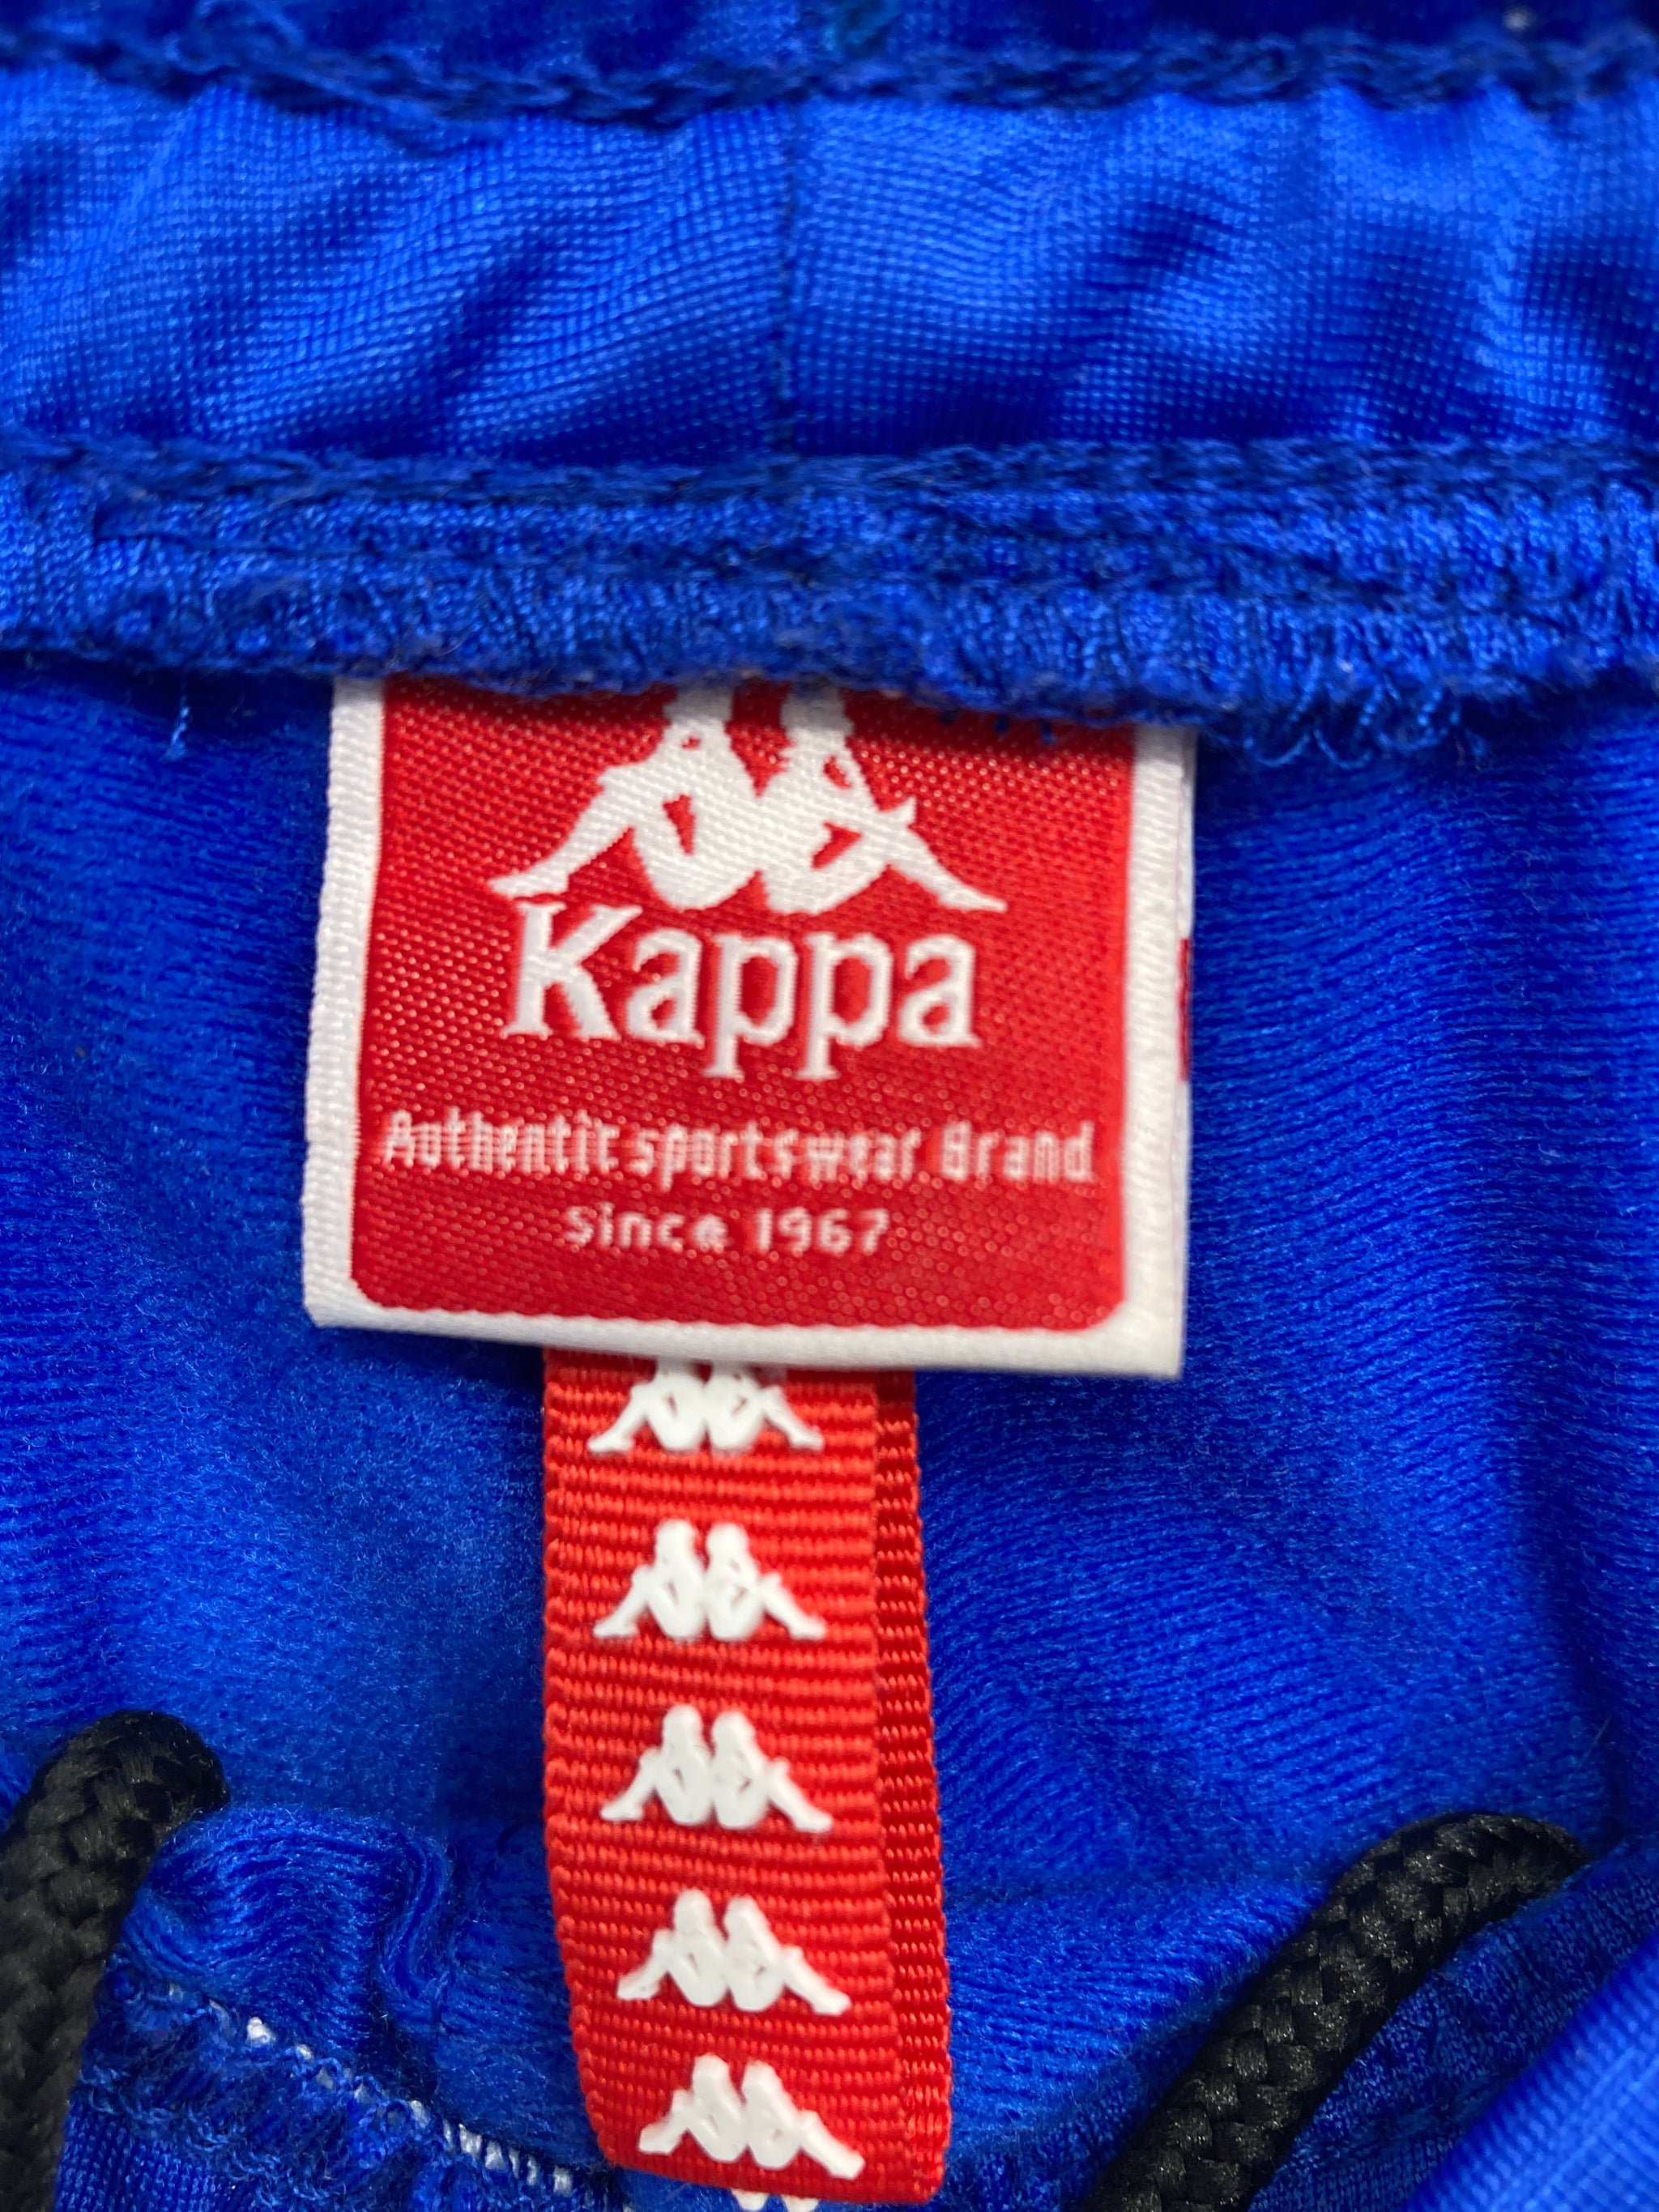 Kappa
Authentic sportswear Brand
Since 1967